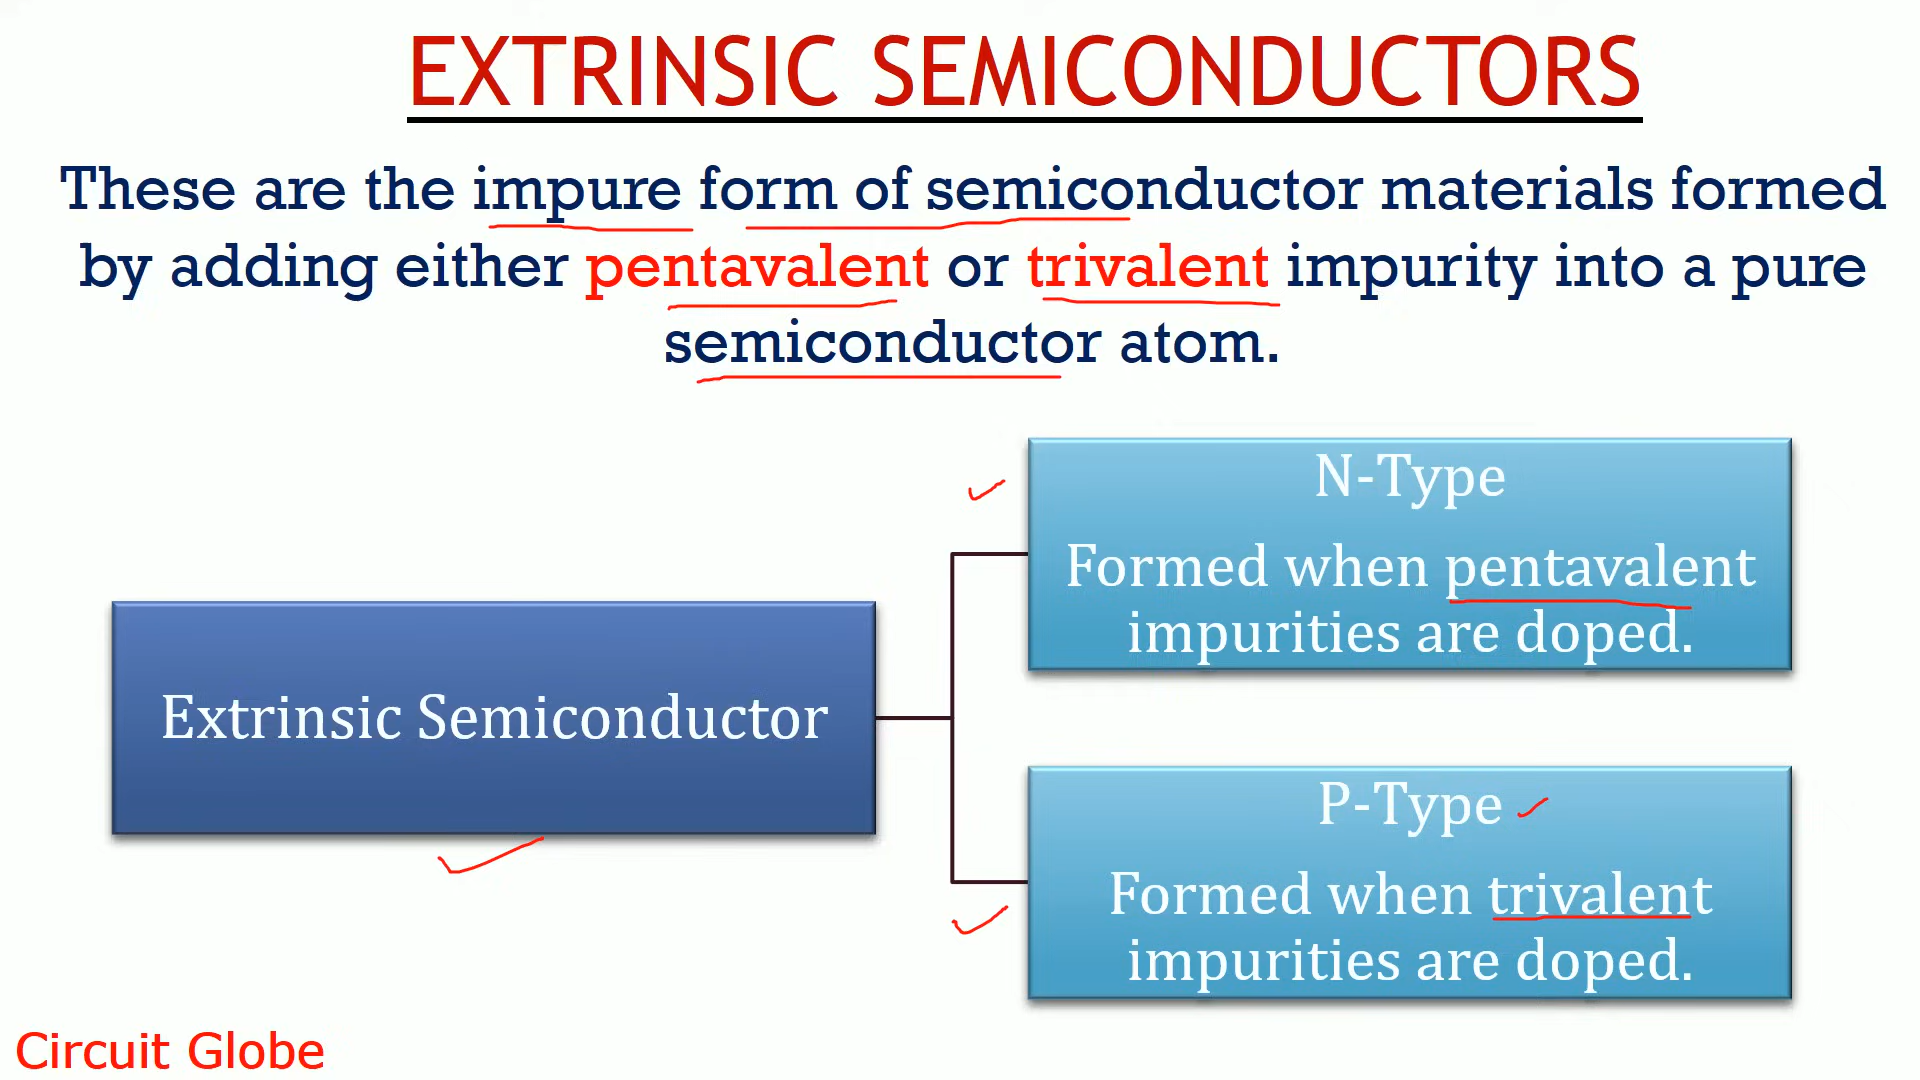 EXTRINSIC SEMICONDUCTORS
These are the impure form of semiconductor materials formed
by adding either pentavalent or trivalent impurity into a pure
semiconductor atom.
N-Type
Formed when pentavalent
impurities are doped.
Extrinsic Semiconductor
P-Type
Formed when trivalent
impurities are doped.
Circuit Globe